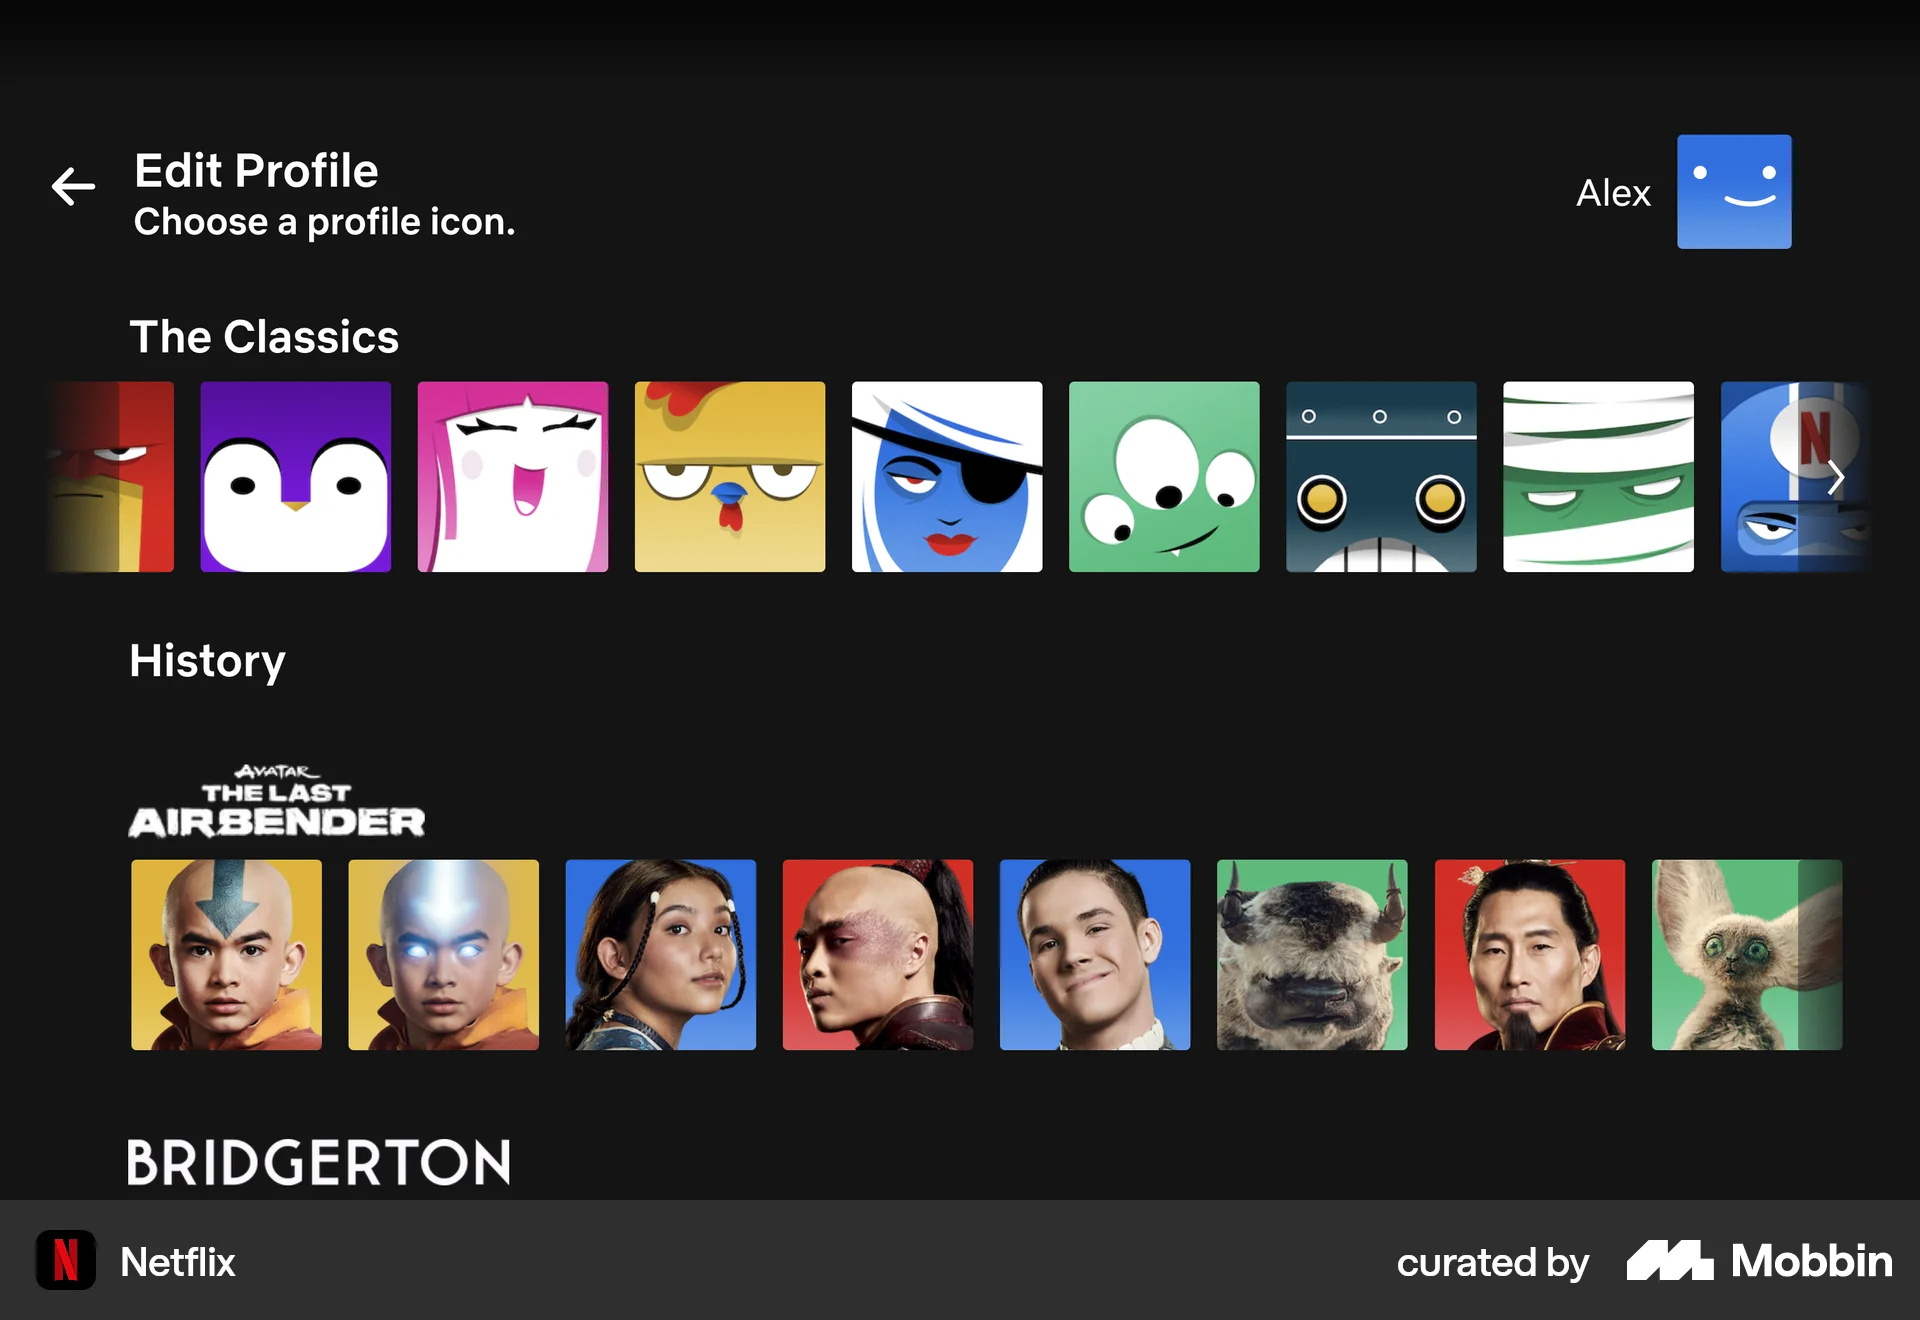 Edit Profile
Choose a profile icon.
Alex
The Classics
N
History
AVATAR
THE LAST
AIRBENDER
BRIDGERTON
N
Netflix
curated by
Mobbin